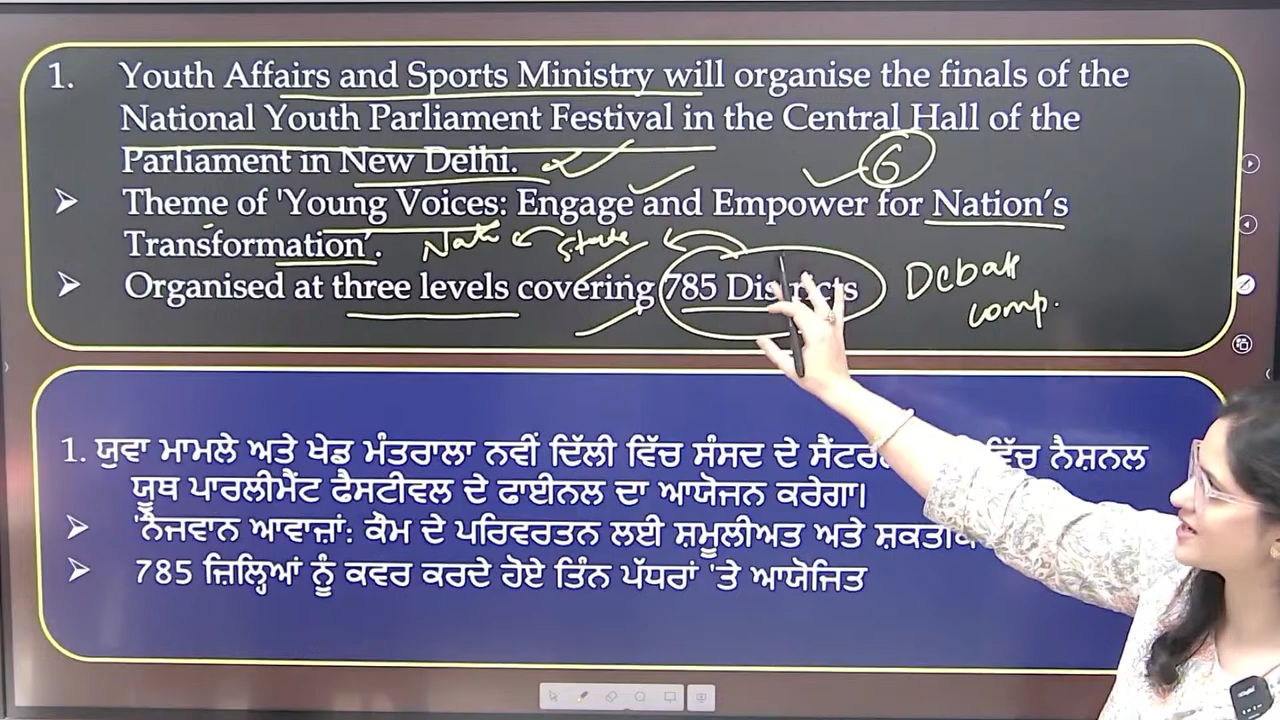 1. Youth Affairs and Sports Ministry will organise the finals of the
National Youth Parliament Festival in the Central Hall of the
Parliament in New Delhi.
6
➤ Theme of 'Young Voices: Engage and Empower for Nation's
Transformation'.
State
➤ Organised at three levels covering 785 Districts
Debate
comp.
1. ਯੁਵਾ ਮਾਮਲੇ ਅਤੇ ਖੇਡ ਮੰਤਰਾਲਾ ਨਵੀਂ ਦਿੱਲੀ ਵਿੱਚ ਸੰਸਦ ਦੇ ਵਿੱਚ ਨੈਸ਼ਨਲ
ਯੂਥ ਪਾਰਲੀਮੈਂਟ ਫੈਸਟੀਵਲ ਦੇ ਫਾਈਨਲ ਦਾ ਆਯੋਜਨ ਕਰੇਗਾ।
➤ 'ਨੌਜਵਾਨ ਆਵਾਜ਼ਾਂ: ਕੌਮ ਦੇ ਪਰਿਵਰਤਨ ਲਈ ਸ਼ਮੂਲੀਅਤ ਅਤੇ
➤ 785 ਜ਼ਿਲ੍ਹਿਆਂ ਨੂੰ ਕਵਰ ਕਰਦੇ ਹੋਏ ਤਿੰਨ ਪੱਧਰਾਂ 'ਤੇ ਆਯੋਜਿਤ